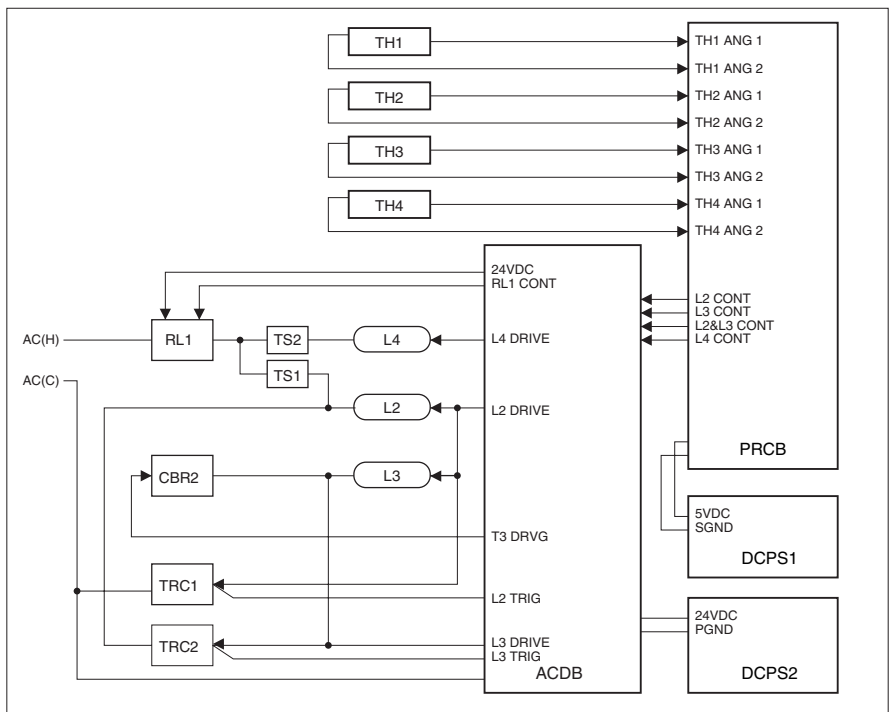 TH1
TH1 ANG 1
TH1 ANG 2
TH2
TH2 ANG 1
TH2 ANG 2
TH3
TH3 ANG 1
TH3 ANG 2
TH4
TH4 ANG 1
TH4 ANG 2
24VDC
RL1 CONT
L2 CONT
L3 CONT
L2&L3 CONT
L4 CONT
AC(H)
RL1
TS2
L4
L4 DRIVE
TS1
AC(C)
L2
L2 DRIVE
PRCB
CBR2
L3
5VDC
SGND
T3 DRVG
DCPS1
TRC1
L2 TRIG
24VDC
PGND
TRC2
L3 DRIVE
L3 TRIG
ACDB
DCPS2